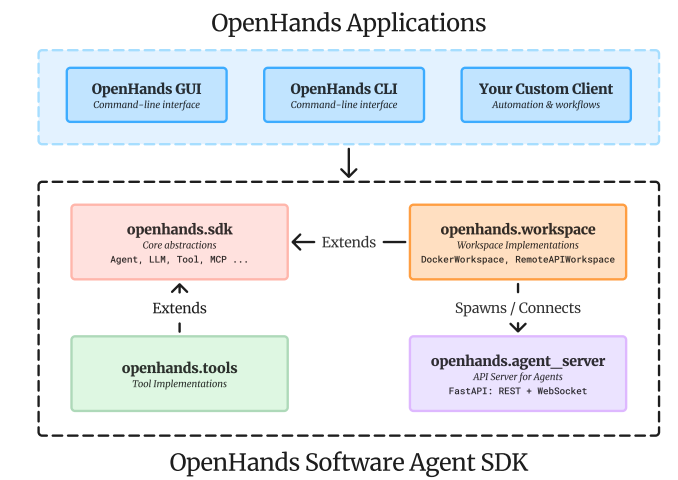 OpenHands Applications
OpenHands GUI
Command-line interface
OpenHands CLI
Command-line interface
Your Custom Client
Automation & workflows
openhands.sdk
Core abstractions
Agent, LLM, Tool, MCP ...
Extends
openhands.workspace
Workspace Implementations
DockerWorkspace, RemoteAPIWorkspace
Extends
Spawns / Connects
openhands.tools
Tool Implementations
openhands.agent_server
API Server for Agents
FastAPI: REST + WebSocket
OpenHands Software Agent SDK